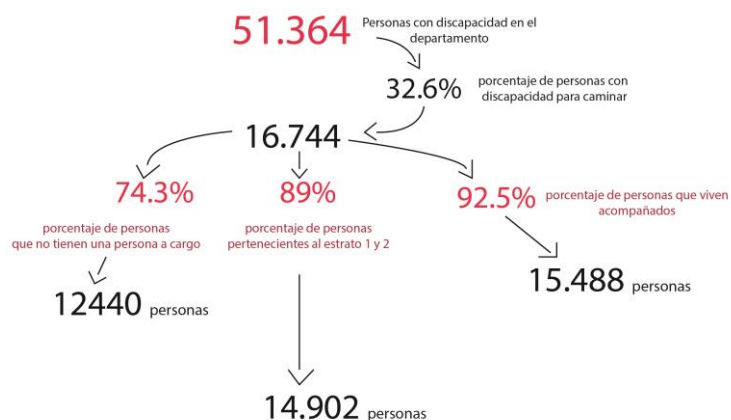 51.364
Personas con discapacidad en el
departamento
32.6%
porcentaje de personas con
discapacidad para caminar
16.744
74.3%
porcentaje de personas
que no tienen una persona a cargo
12440 personas
89%
porcentaje de personas
pertenecientes al estrato 1 y 2
14.902 personas
92.5%
porcentaje de personas que viven
acompañados
15.488 personas